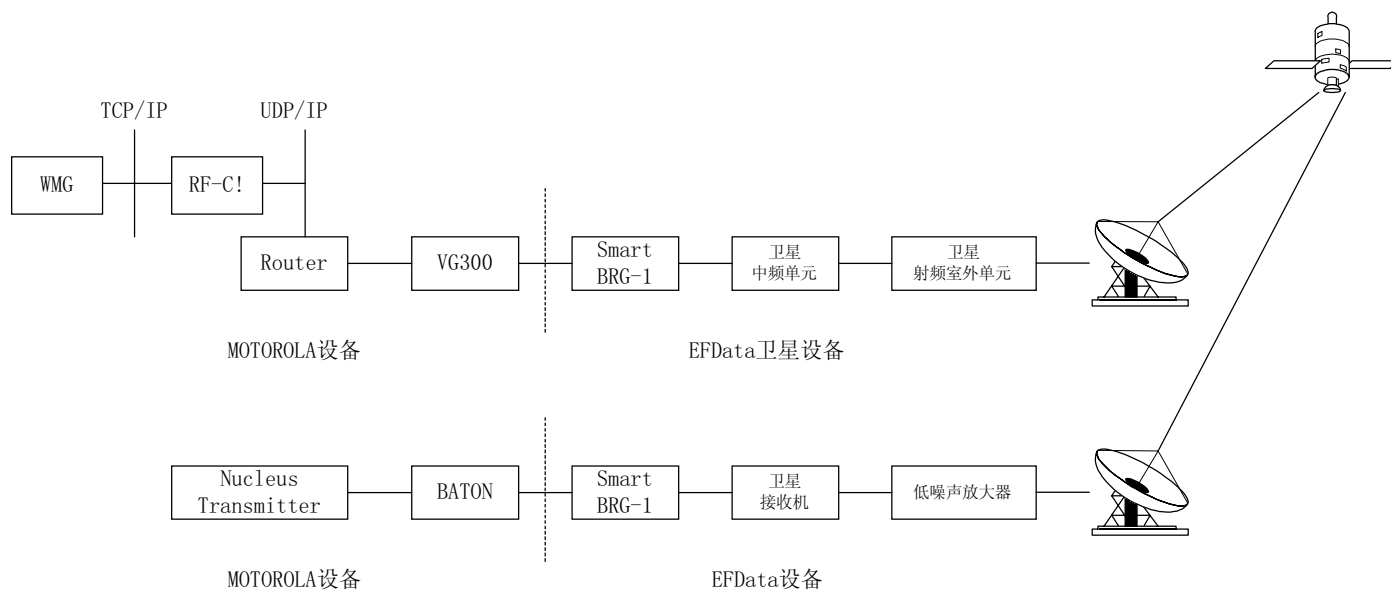 TCP/IP
UDP/IP
WMG
RF-C!
Router
VG300
Smart
BRG-1
卫星
中频单元
卫星
射频室外单元
MOTOROLA设备
EFData卫星设备
Nucleus
Transmitter
BATON
Smart
BRG-1
卫星
接收机
低噪声放大器
MOTOROLA设备
EFData设备